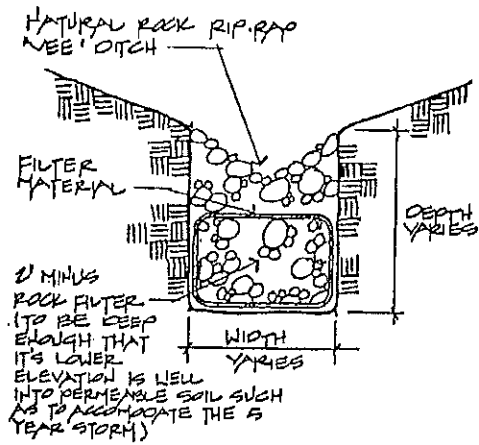 NATURAL ROCK RIP-RAP
'VEE' DITCH
FILTER
MATERIAL
DEPTH
VARIES
2" MINUS
ROCK FILTER
(TO BE DEEP
ENOUGH THAT
IT'S LOWER
ELEVATION IS WELL
INTO PERMEABLE SOIL SUCH
AS TO ACCOMODATE THE 5
YEAR STORM)
WIDTH
VARIES